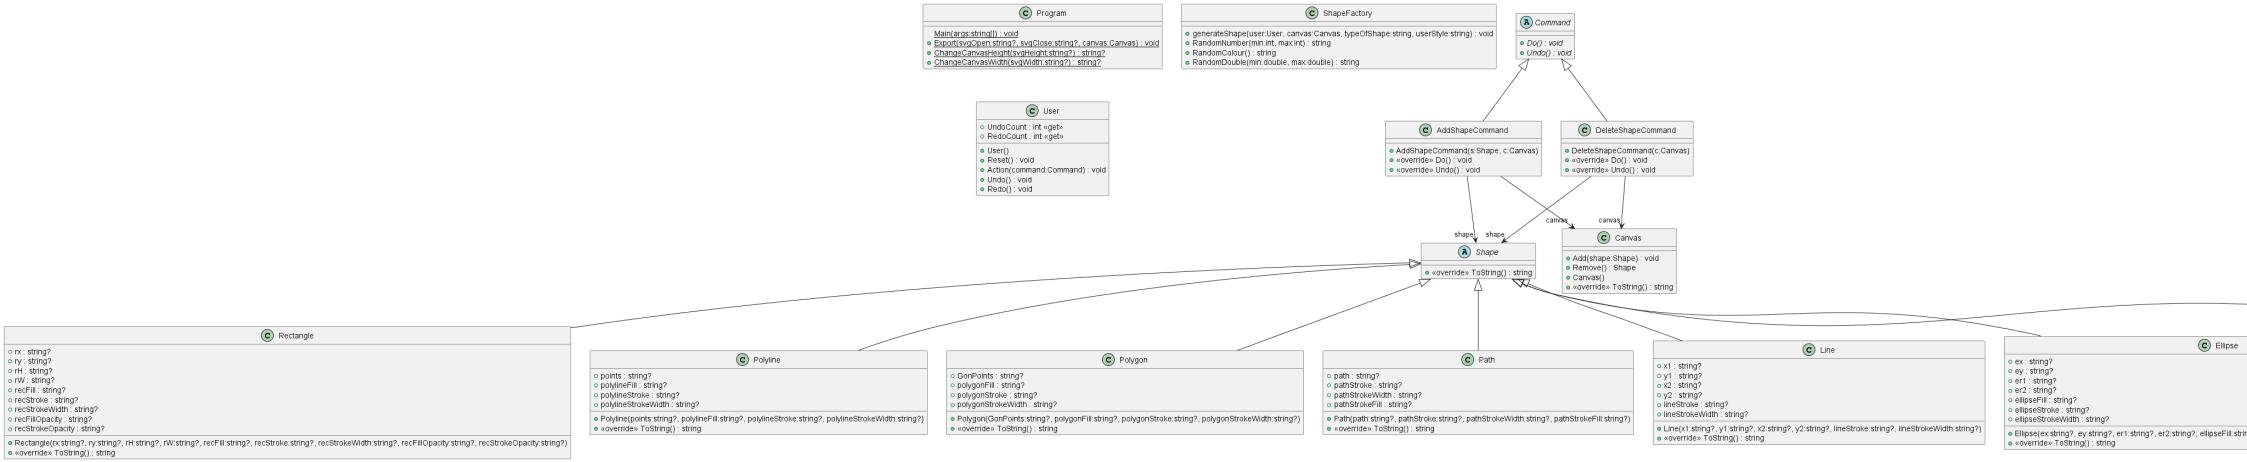 C Program
Main(args:string[]) : void
Export(svgOpen:string?, svgClose:string?, canvas:Canvas) : void
ChangeCanvasHeight(svgHeight:string?) : string?
ChangeCanvasWidth(svgWidth:string?) : string?
C ShapeFactory
generateShape(user:User, canvas:Canvas, typeOfShape:string, userStyle:string) : void
RandomNumber(min:int, max:int) : string
RandomColour() : string
RandomDouble(min:double, max:double) : string
A Command
Do() : void
Undo() : void
C User
UndoCount : int «get»
RedoCount : int «get»
User()
Reset() : void
Action(command:Command) : void
Undo() : void
Redo() : void
C AddShapeCommand
AddShapeCommand(s:Shape, c:Canvas)
«override» Do() : void
«override» Undo() : void
C DeleteShapeCommand
DeleteShapeCommand(c:Canvas)
«override» Do() : void
«override» Undo() : void
shape
shape
canvas
canvas
A Shape
«override» ToString() : string
C Canvas
Add(shape:Shape) : void
Remove() : Shape
Canvas()
«override» ToString() : string
C Rectangle
rx : string?
ry : string?
rH : string?
rW : string?
recFill : string?
recStroke : string?
recStrokeWidth : string?
recFillOpacity : string?
recStrokeOpacity : string?
Rectangle(rx:string?, ry:string?, rH:string?, rW:string?, recFill:string?, recStroke:string?, recStrokeWidth:string?, recFillOpacity:string?, recStrokeOpacity:string?)
«override» ToString() : string
C Polyline
points : string?
polylineFill : string?
polylineStroke : string?
polylineStrokeWidth : string?
Polyline(points:string?, polylineFill:string?, polylineStroke:string?, polylineStrokeWidth:string?)
«override» ToString() : string
C Polygon
GonPoints : string?
polygonFill : string?
polygonStroke : string?
polygonStrokeWidth : string?
Polygon(GonPoints:string?, polygonFill:string?, polygonStroke:string?, polygonStrokeWidth:string?)
«override» ToString() : string
C Path
path : string?
pathStroke : string?
pathStrokeWidth : string?
pathStrokeFill : string?
Path(path:string?, pathStroke:string?, pathStrokeWidth:string?, pathStrokeFill:string?)
«override» ToString() : string
C Line
x1 : string?
y1 : string?
x2 : string?
y2 : string?
lineStroke : string?
lineStrokeWidth : string?
Line(x1:string?, y1:string?, x2:string?, y2:string?, lineStroke:string?, lineStrokeWidth:string?)
«override» ToString() : string
C Ellipse
ex : string?
ey : string?
er1 : string?
er2 : string?
ellipseFill : string?
ellipseStroke : string?
ellipseStrokeWidth : string?
Ellipse(ex:string?, ey:string?, er1:string?, er2:string?, ellipseFill:strin
«override» ToString() : string